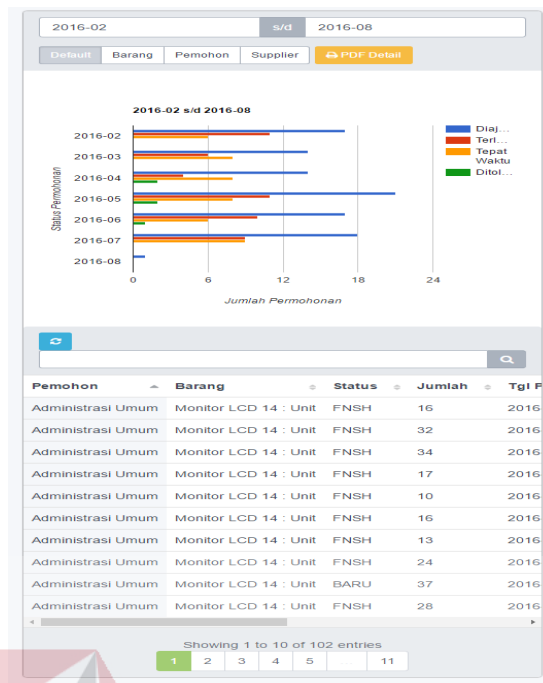 2016-02 s/d 2016-08
Default Barang Pemohon Supplier PDF Detail
2016-02 s/d 2016-08
Status Permohonan
2016-02
2016-03
2016-04
2016-05
2016-06
2016-07
2016-08
0 6 12 18 24
Jumlah Permohonan
Diaj...
Teri...
Tepat
Waktu
Ditol...
Pemohon Barang Status Jumlah Tgl P
Administrasi Umum Monitor LCD 14 : Unit FNSH 16 2016
Administrasi Umum Monitor LCD 14 : Unit FNSH 32 2016
Administrasi Umum Monitor LCD 14 : Unit FNSH 34 2016
Administrasi Umum Monitor LCD 14 : Unit FNSH 17 2016
Administrasi Umum Monitor LCD 14 : Unit FNSH 10 2016
Administrasi Umum Monitor LCD 14 : Unit FNSH 16 2016
Administrasi Umum Monitor LCD 14 : Unit FNSH 13 2016
Administrasi Umum Monitor LCD 14 : Unit FNSH 24 2016
Administrasi Umum Monitor LCD 14 : Unit BARU 37 2016
Administrasi Umum Monitor LCD 14 : Unit FNSH 28 2016
Showing 1 to 10 of 102 entries
1 2 3 4 5 ... 11